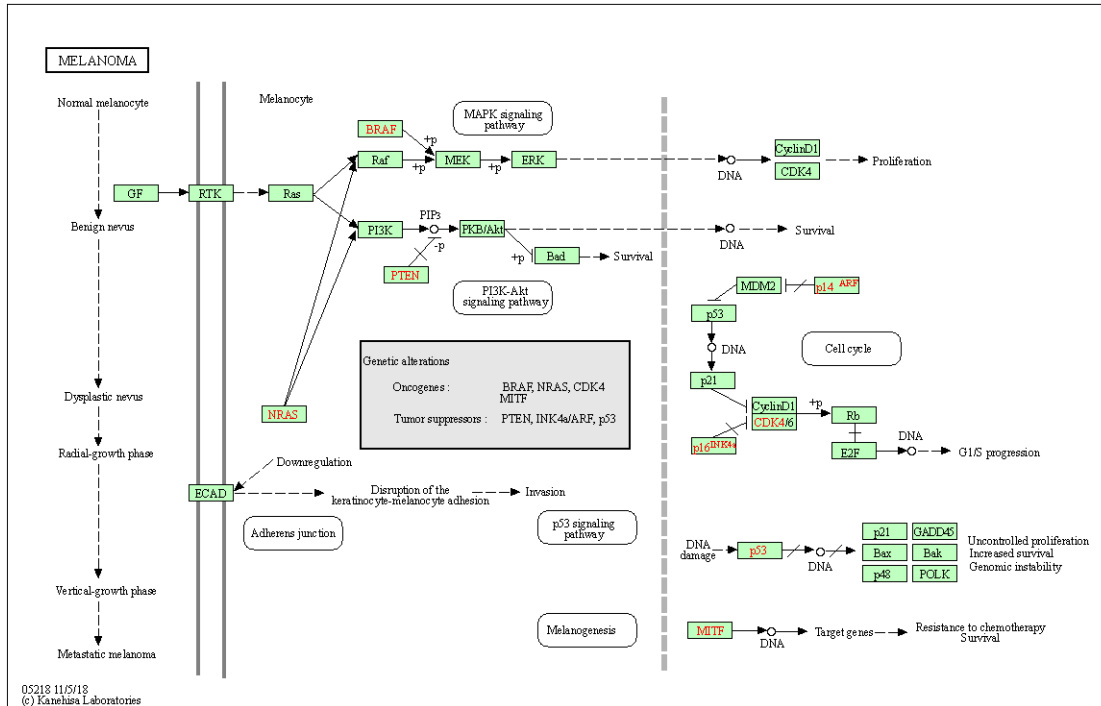 MELANOMA
Normal melanocyte
Benign nevus
Dysplastic nevus
Radial-growth phase
Vertical-growth phase
Metastatic melanoma
Melanocyte
GF
RTK
Ras
BRAF
+p
Raf
+p
MEK
+p
ERK
MAPK signaling
pathway
DNA
CyclinD1
CDK4
Proliferation
PI3K
PIP3
-p
PTEN
PKB/Akt
+p
Bad
Survival
DNA
Survival
PI3K-Akt
signaling pathway
NRAS
Genetic alterations
Oncogenes : BRAF, NRAS, CDK4
MITF
Tumor suppressors : PTEN, INK4a/ARF, p53
MDM2
p14 ARF
p53
DNA
Cell cycle
p21
CyclinD1
CDK4/6
+p
Rb
p16 INK4a
E2F
DNA
G1/S progression
Downregulation
ECAD
Disruption of the
keratinocyte-melanocyte adhesion
Invasion
Adherens junction
p53 signaling
pathway
DNA
damage
p53
DNA
p21
GADD45
Bax
Bak
p48
POLK
Uncontrolled proliferation
Increased survival
Genomic instability
Melanogenesis
MITF
DNA
Target genes
Resistance to chemotherapy
Survival
05218 11/5/18
(c) Kanehisa Laboratories